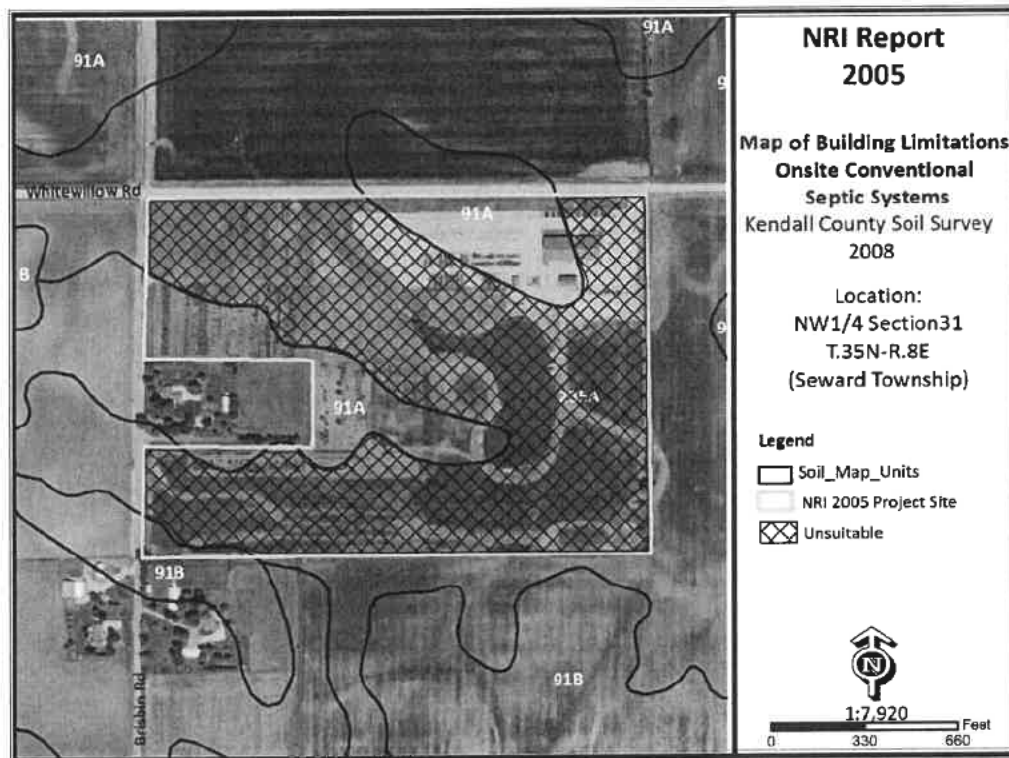 91A
91A
9
Whitewillow Rd
91A
B
9
91A
91B
91B
Brisbin Rd
NRI Report
2005
Map of Building Limitations
Onsite Conventional
Septic Systems
Kendall County Soil Survey
2008
Location:
NW1/4 Section31
T.35N-R.8E
(Seward Township)
Legend
Soil_Map_Units
NRI 2005 Project Site
Unsuitable
N
1:7,920
Feet
0 330 660